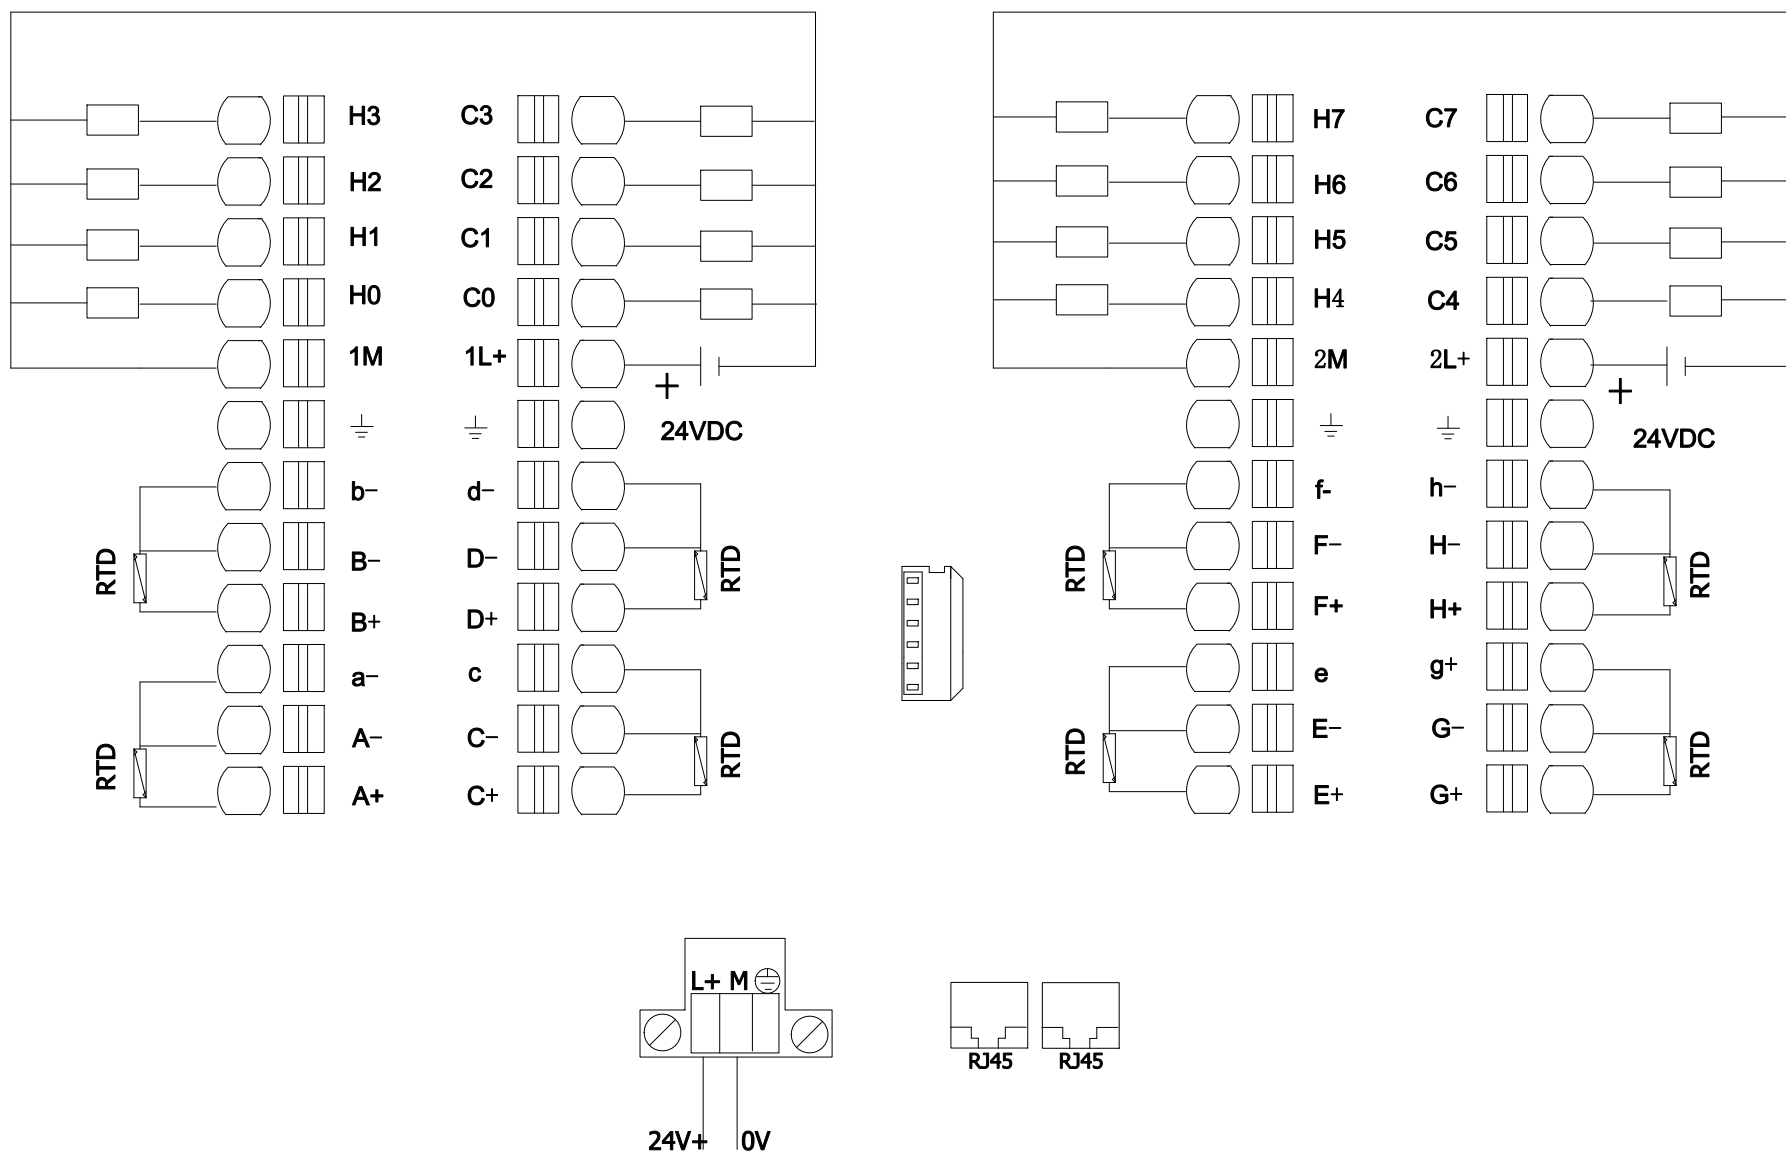 H3 C3
H2 C2
H1 C1
H0 C0
1M 1L+
+
24VDC
b- d-
B- D-
RTD RTD
B+ D+
a- c
A- C-
RTD RTD
A+ C+
H7 C7
H6 C6
H5 C5
H4 C4
2M 2L+
+
24VDC
f- h-
F- H-
RTD RTD
F+ H+
e g+
E- G-
RTD RTD
E+ G+
L+ M
24V+ 0V
RJ45 RJ45